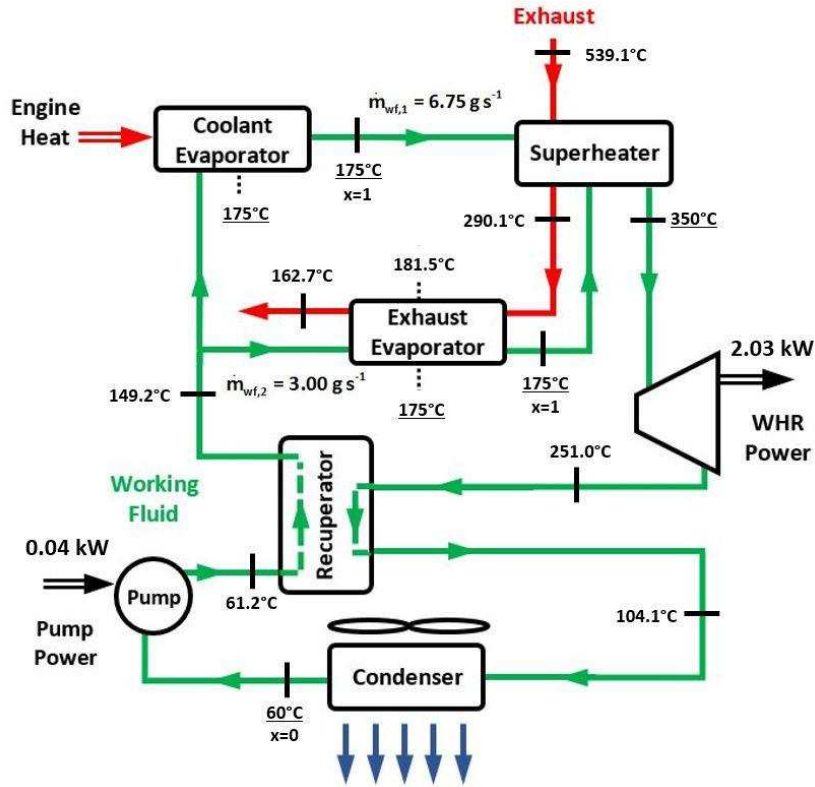 Exhaust
539.1°C
Engine
Heat
Coolant
Evaporator
ṁwf,1 = 6.75 g s⁻¹
175°C
x=1
175°C
Superheater
290.1°C
350°C
162.7°C
181.5°C
Exhaust
Evaporator
175°C
x=1
175°C
ṁwf,2 = 3.00 g s⁻¹
149.2°C
2.03 kW
WHR
Power
251.0°C
Working
Fluid
Recuperator
0.04 kW
Pump
61.2°C
Pump
Power
104.1°C
Condenser
60°C
x=0